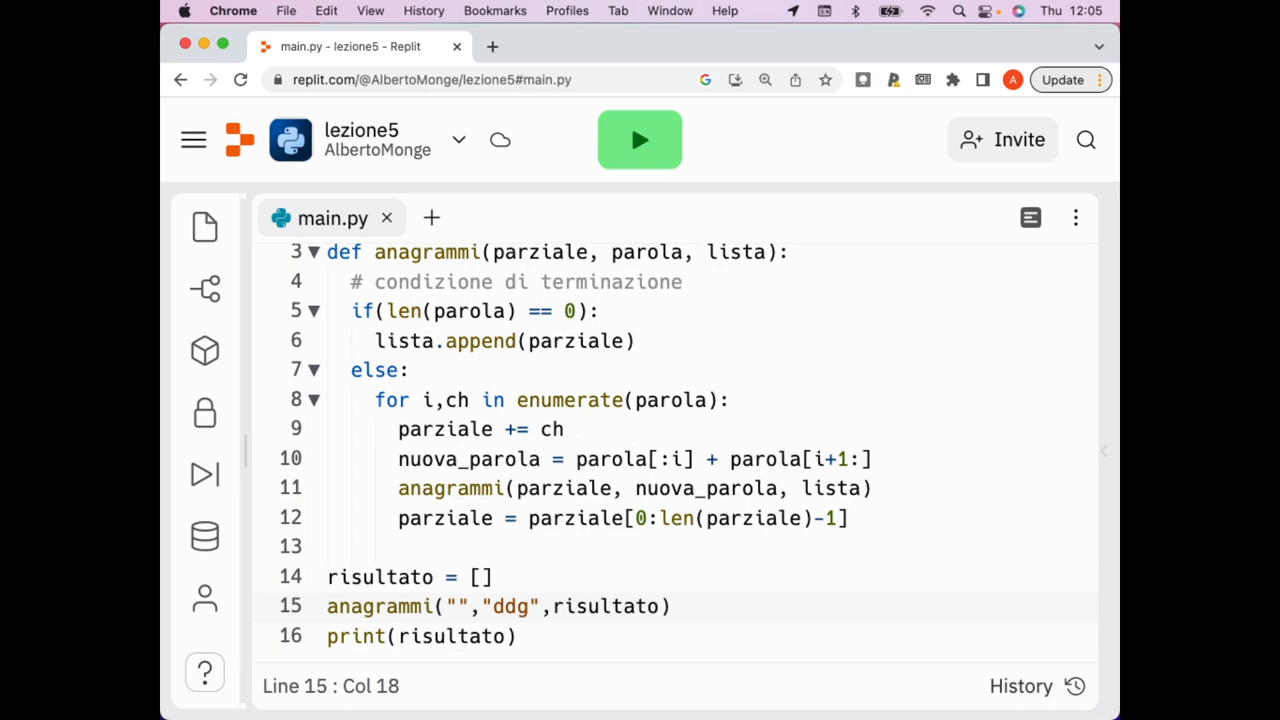 Chrome File Edit View History Bookmarks Profiles Tab Window Help Thu 12:05
main.py - lezione5 - Replit
replit.com/@AlbertoMonge/lezione5#main.py
G A Update
lezione5
AlbertoMonge
Invite
main.py
3 def anagrammi(parziale, parola, lista):
4 # condizione di terminazione
5 if(len(parola) == 0):
6 lista.append(parziale)
7 else:
8 for i,ch in enumerate(parola):
9 parziale += ch
10 nuova_parola = parola[:i] + parola[i+1:]
11 anagrammi(parziale, nuova_parola, lista)
12 parziale = parziale[0:len(parziale)-1]
13
14 risultato = []
15 anagrammi("","ddg",risultato)
16 print(risultato)
?
Line 15 : Col 18
History